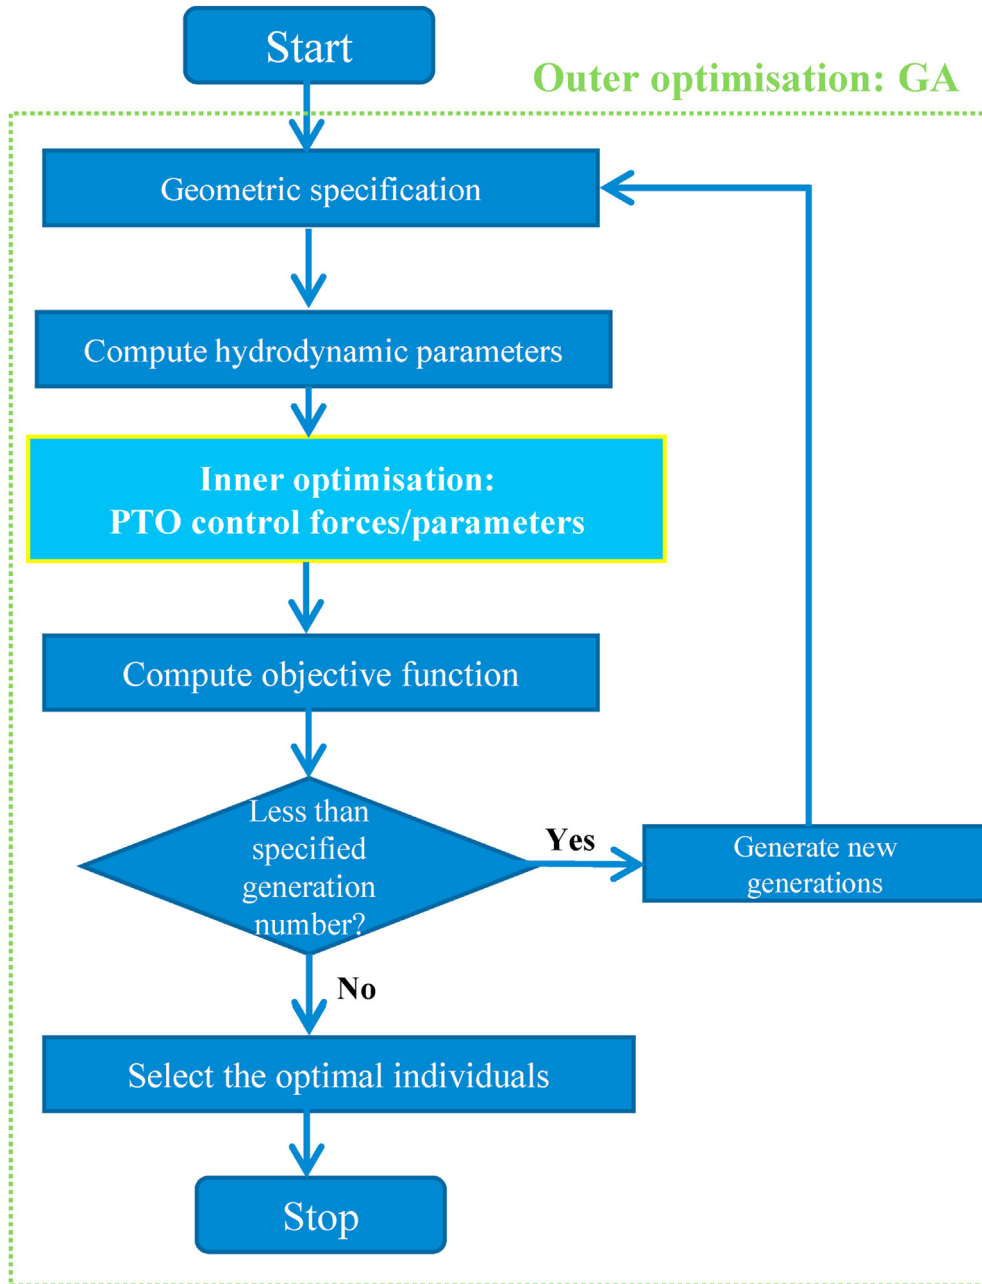 Start
Outer optimisation: GA
Geometric specification
Compute hydrodynamic parameters
Inner optimisation:
PTO control forces/parameters
Compute objective function
Less than
specified
generation
number?
Yes
Generate new
generations
No
Select the optimal individuals
Stop